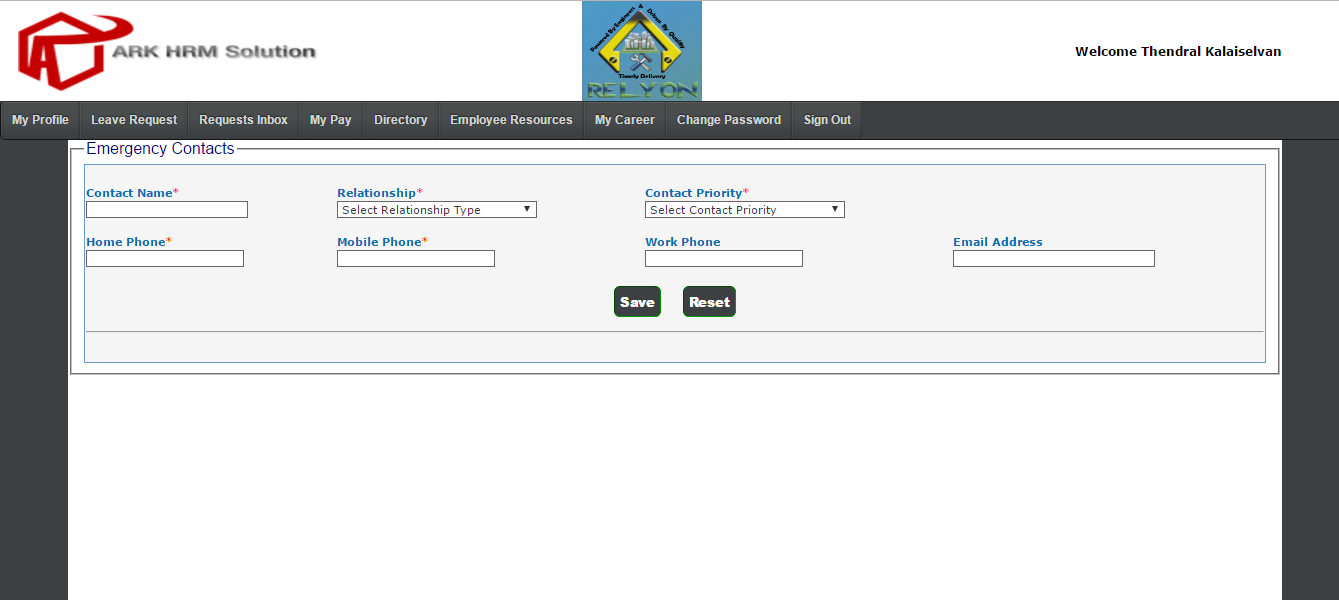 ARK HRM Solution
Powered By Engineers & Driven By Quality
Timely Delivery
RELYON
Welcome Thendral Kalaiselvan
My Profile Leave Request Requests Inbox My Pay Directory Employee Resources My Career Change Password Sign Out
Emergency Contacts
Contact Name* Relationship* Contact Priority*
Select Relationship Type Select Contact Priority
Home Phone* Mobile Phone* Work Phone Email Address
Save Reset